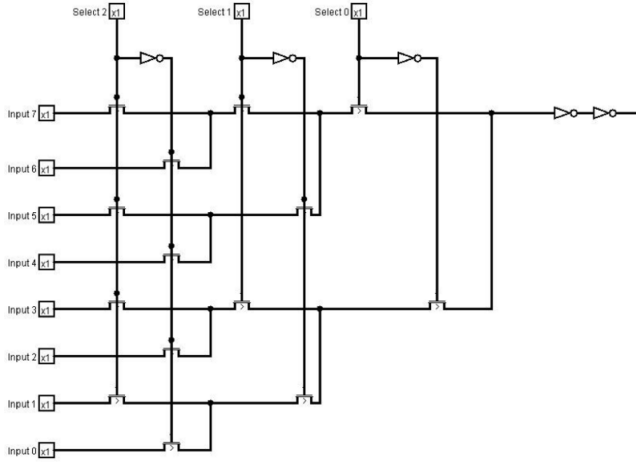 Select 2 x1 Select 1 x1 Select 0 x1
Input 7 x1
Input 6 x1
Input 5 x1
Input 4 x1
Input 3 x1
Input 2 x1
Input 1 x1
Input 0 x1